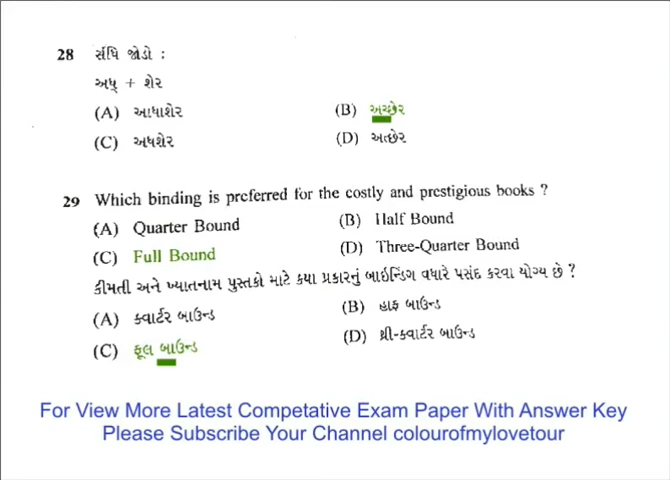 28 સંધિ જોડો :
અધ્ + શેર
(A) આધાશેર (B) અચ્છેર
(C) અધશેર (D) અત્છેર
29 Which binding is preferred for the costly and prestigious books ?
(A) Quarter Bound (B) Half Bound
(C) Full Bound (D) Three-Quarter Bound
કીમતી અને ખ્યાતનામ પુસ્તકો માટે કયા પ્રકારનું બાઇન્ડિંગ વધારે પસંદ કરવા યોગ્ય છે ?
(A) ક્વાર્ટર બાઉન્ડ (B) હાફ બાઉન્ડ
(C) ફૂલ બાઉન્ડ (D) થ્રી-ક્વાર્ટર બાઉન્ડ
For View More Latest Competative Exam Paper With Answer Key
Please Subscribe Your Channel colourofmylovetour